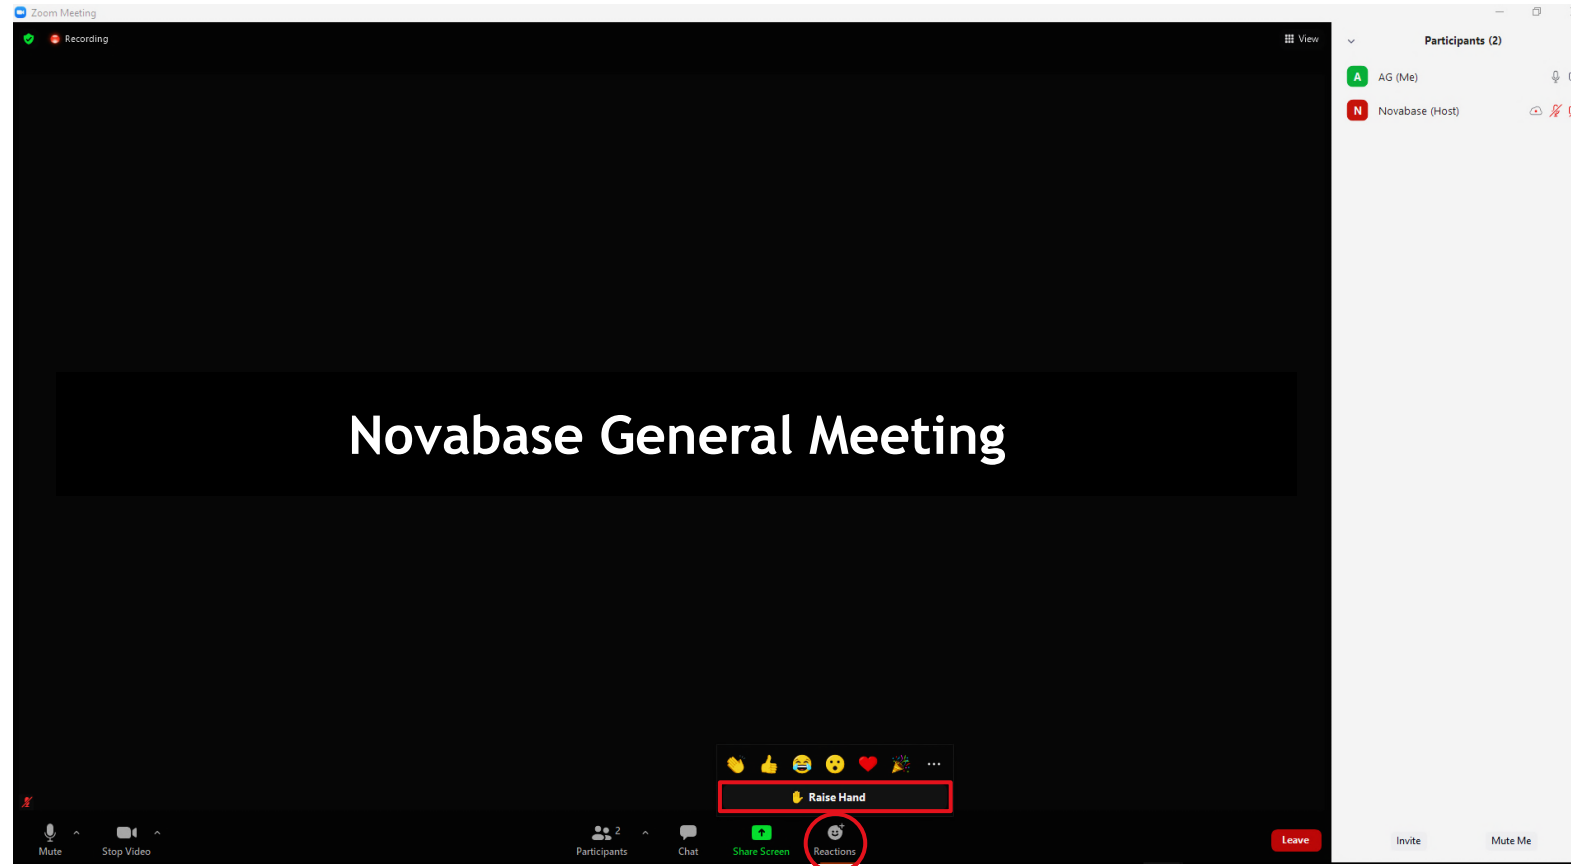 Zoom Meeting
Recording
View
Participants (2)
A AG (Me)
N Novabase (Host)
Novabase General Meeting
Raise Hand
Mute
Stop Video
2
Participants
Chat
Share Screen
Reactions
Leave
Invite
Mute Me